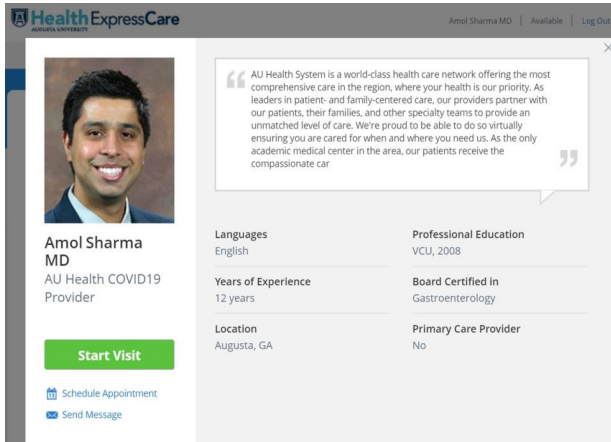 Health ExpressCare
AUGUSTA UNIVERSITY
Amol Sharma MD | Available | Log Out
AU Health System is a world-class health care network offering the most
comprehensive care in the region, where your health is our priority. As
leaders in patient- and family-centered care, our providers partner with
our patients, their families, and other specialty teams to provide an
unmatched level of care. We're proud to be able to do so virtually
ensuring you are cared for when and where you need us. As the only
academic medical center in the area, our patients receive the
compassionate car
Amol Sharma
MD
AU Health COVID19
Provider
Start Visit
Schedule Appointment
Send Message
Languages
English
Professional Education
VCU, 2008
Years of Experience
12 years
Board Certified in
Gastroenterology
Location
Augusta, GA
Primary Care Provider
No